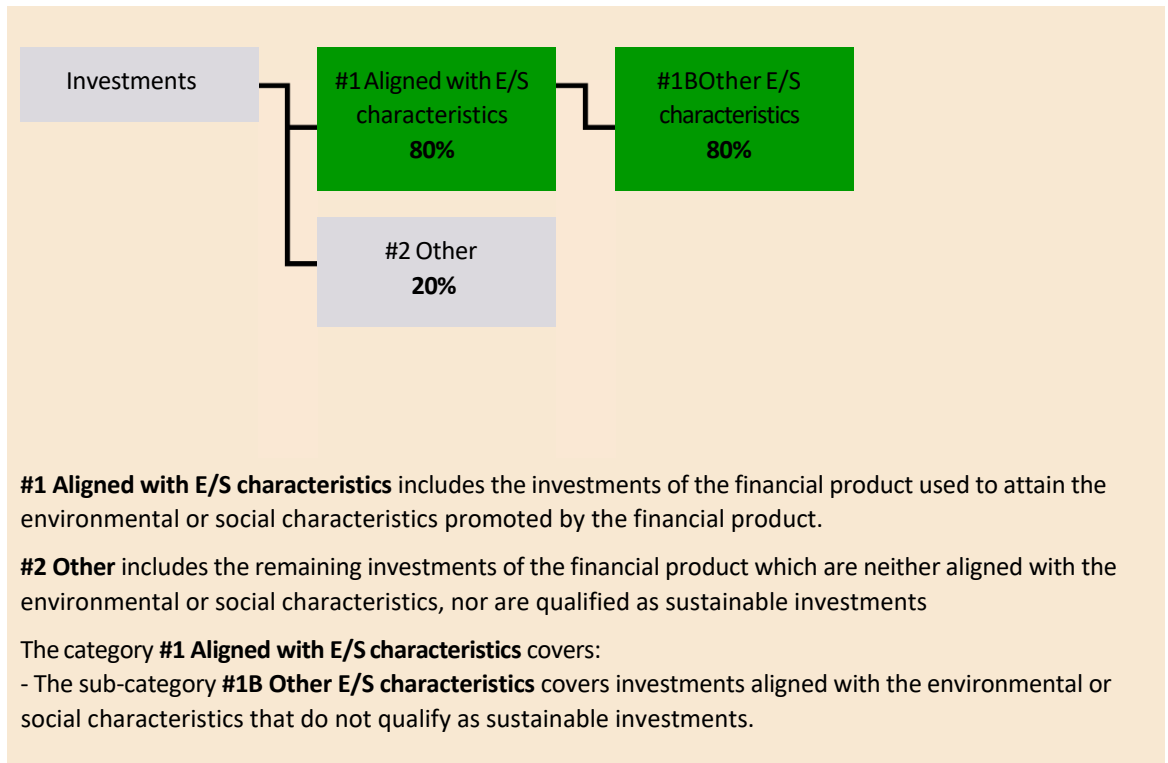 Investments
#1 Aligned with E/S
characteristics
80%
#1BOther E/S
characteristics
80%
#2 Other
20%
#1 Aligned with E/S characteristics includes the investments of the financial product used to attain the
environmental or social characteristics promoted by the financial product.
#2 Other includes the remaining investments of the financial product which are neither aligned with the
environmental or social characteristics, nor are qualified as sustainable investments
The category #1 Aligned with E/S characteristics covers:
- The sub-category #1B Other E/S characteristics covers investments aligned with the environmental or
social characteristics that do not qualify as sustainable investments.